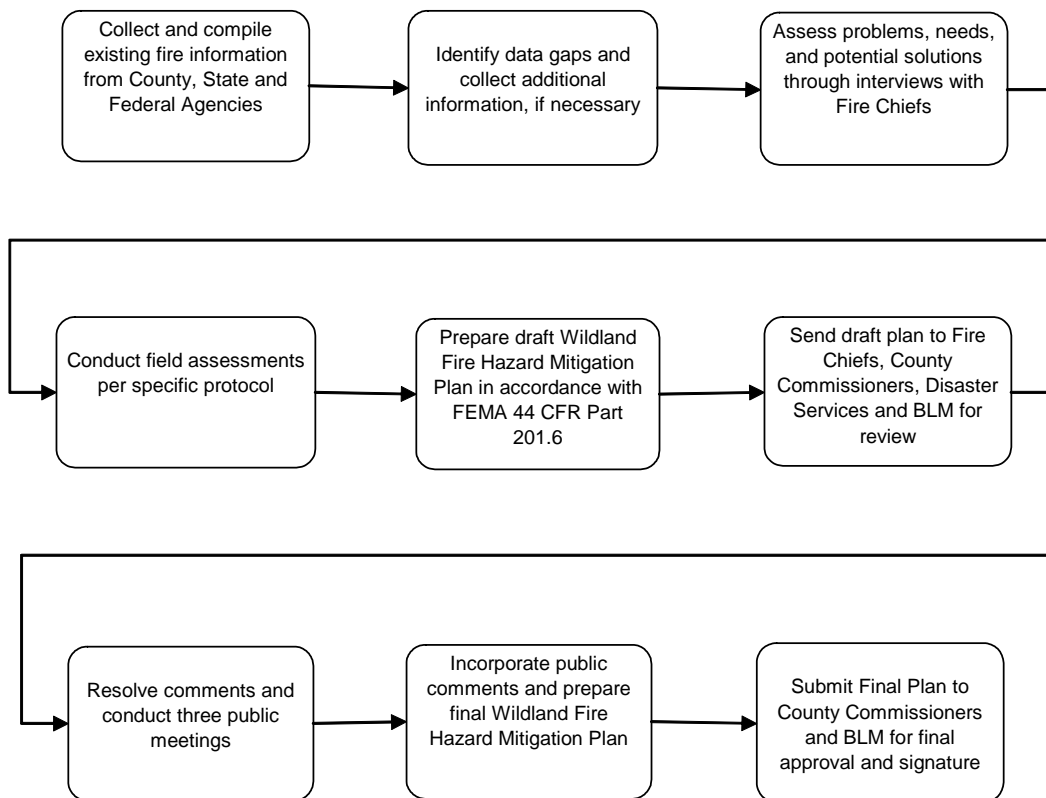 Collect and compile
existing fire information
from County, State and
Federal Agencies
Identify data gaps and
collect additional
information, if necessary
Assess problems, needs,
and potential solutions
through interviews with
Fire Chiefs
Conduct field assessments
per specific protocol
Prepare draft Wildland
Fire Hazard Mitigation
Plan in accordance with
FEMA 44 CFR Part
201.6
Send draft plan to Fire
Chiefs, County
Commissioners, Disaster
Services and BLM for
review
Resolve comments and
conduct three public
meetings
Incorporate public
comments and prepare
final Wildland Fire
Hazard Mitigation Plan
Submit Final Plan to
County Commissioners
and BLM for final
approval and signature